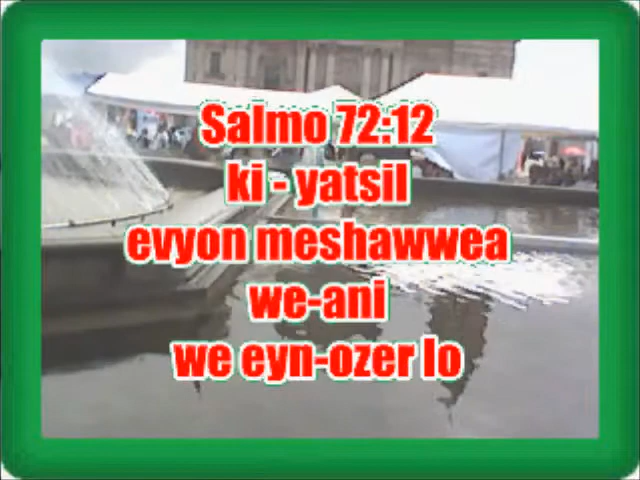 Salmo 72:12
ki - yatsil
evyon meshawwea
we-ani
we eyn-ozer lo